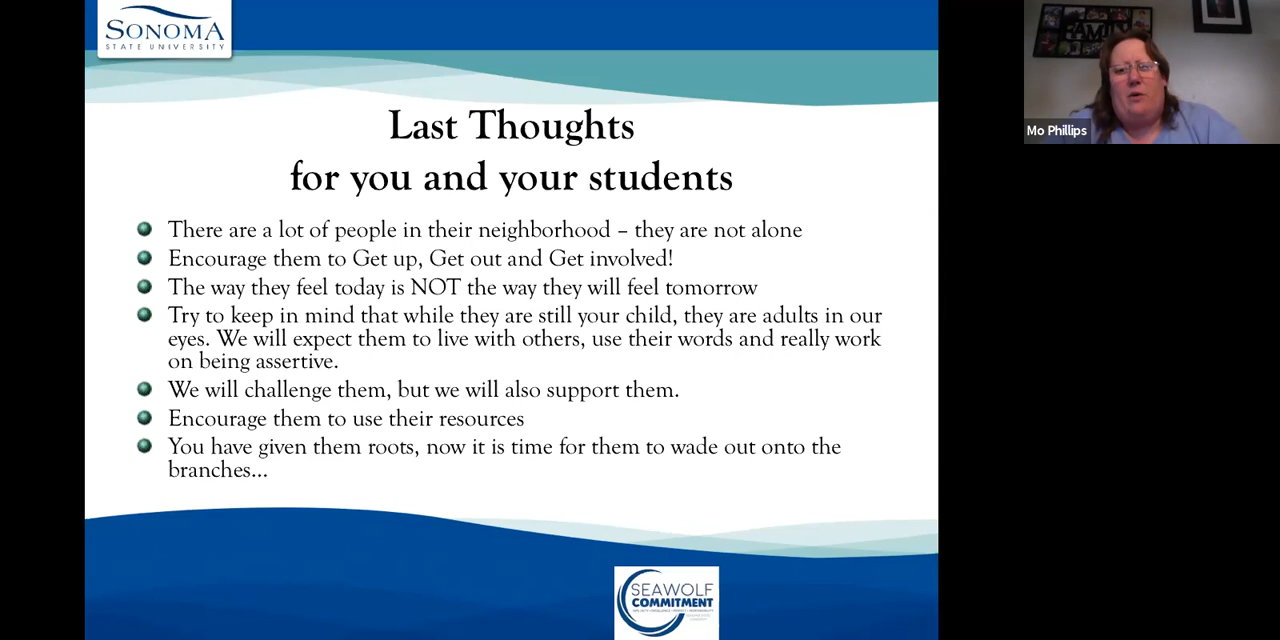 SONOMA
STATE UNIVERSITY
Mo Phillips
Last Thoughts
for you and your students
There are a lot of people in their neighborhood – they are not alone
Encourage them to Get up, Get out and Get involved!
The way they feel today is NOT the way they will feel tomorrow
Try to keep in mind that while they are still your child, they are adults in our
eyes. We will expect them to live with others, use their words and really work
on being assertive.
We will challenge them, but we will also support them.
Encourage them to use their resources
You have given them roots, now it is time for them to wade out onto the
branches...
SEAWOLF
COMMITMENT